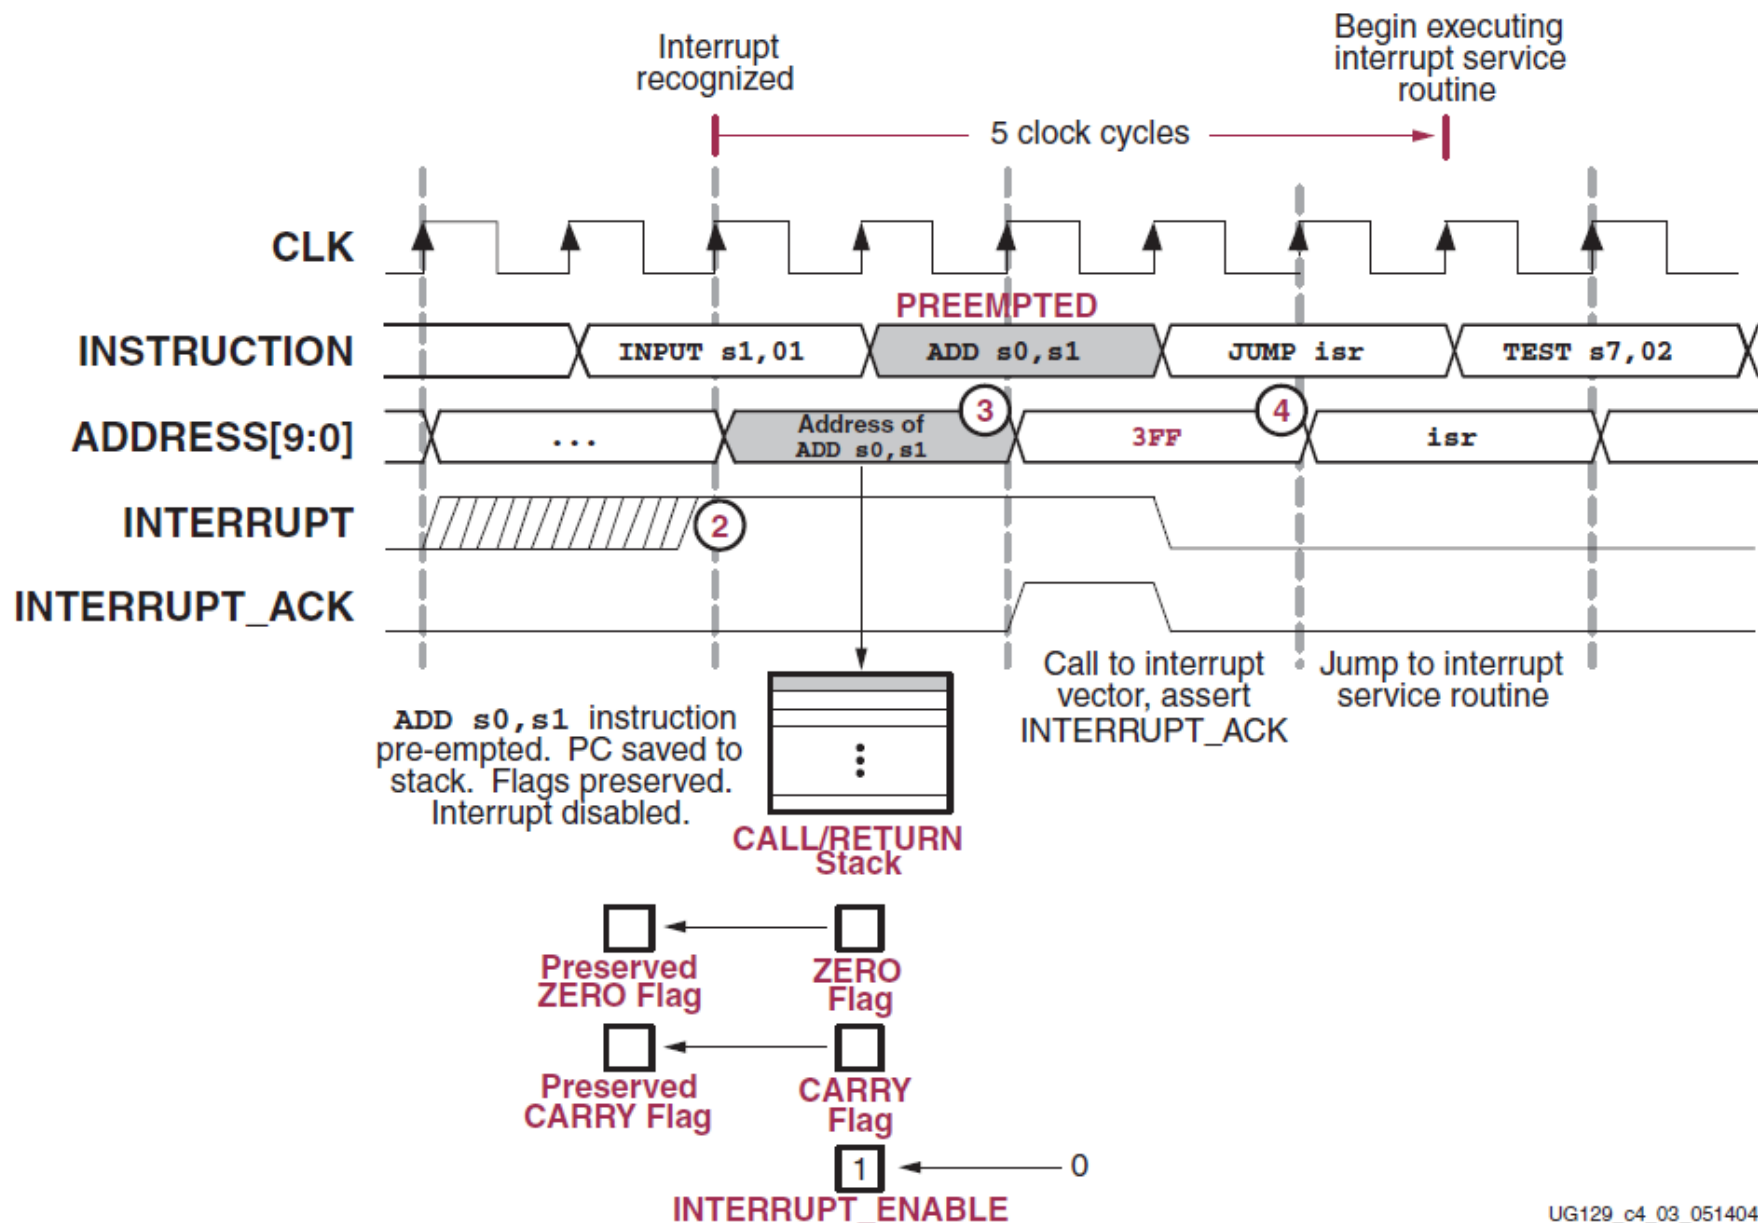 Interrupt
recognized
Begin executing
interrupt service
routine
5 clock cycles
CLK
PREEMPTED
INSTRUCTION
INPUT s1,01
ADD s0,s1
JUMP isr
TEST s7,02
ADDRESS[9:0]
...
Address of
ADD s0,s1
3
3FF
4
isr
INTERRUPT
2
INTERRUPT_ACK
ADD s0,s1 instruction
pre-empted. PC saved to
stack. Flags preserved.
Interrupt disabled.
Call to interrupt
vector, assert
INTERRUPT_ACK
Jump to interrupt
service routine
CALL/RETURN
Stack
Preserved
ZERO Flag
ZERO
Flag
Preserved
CARRY Flag
CARRY
Flag
1
0
INTERRUPT_ENABLE
UG129_c4_03_051404